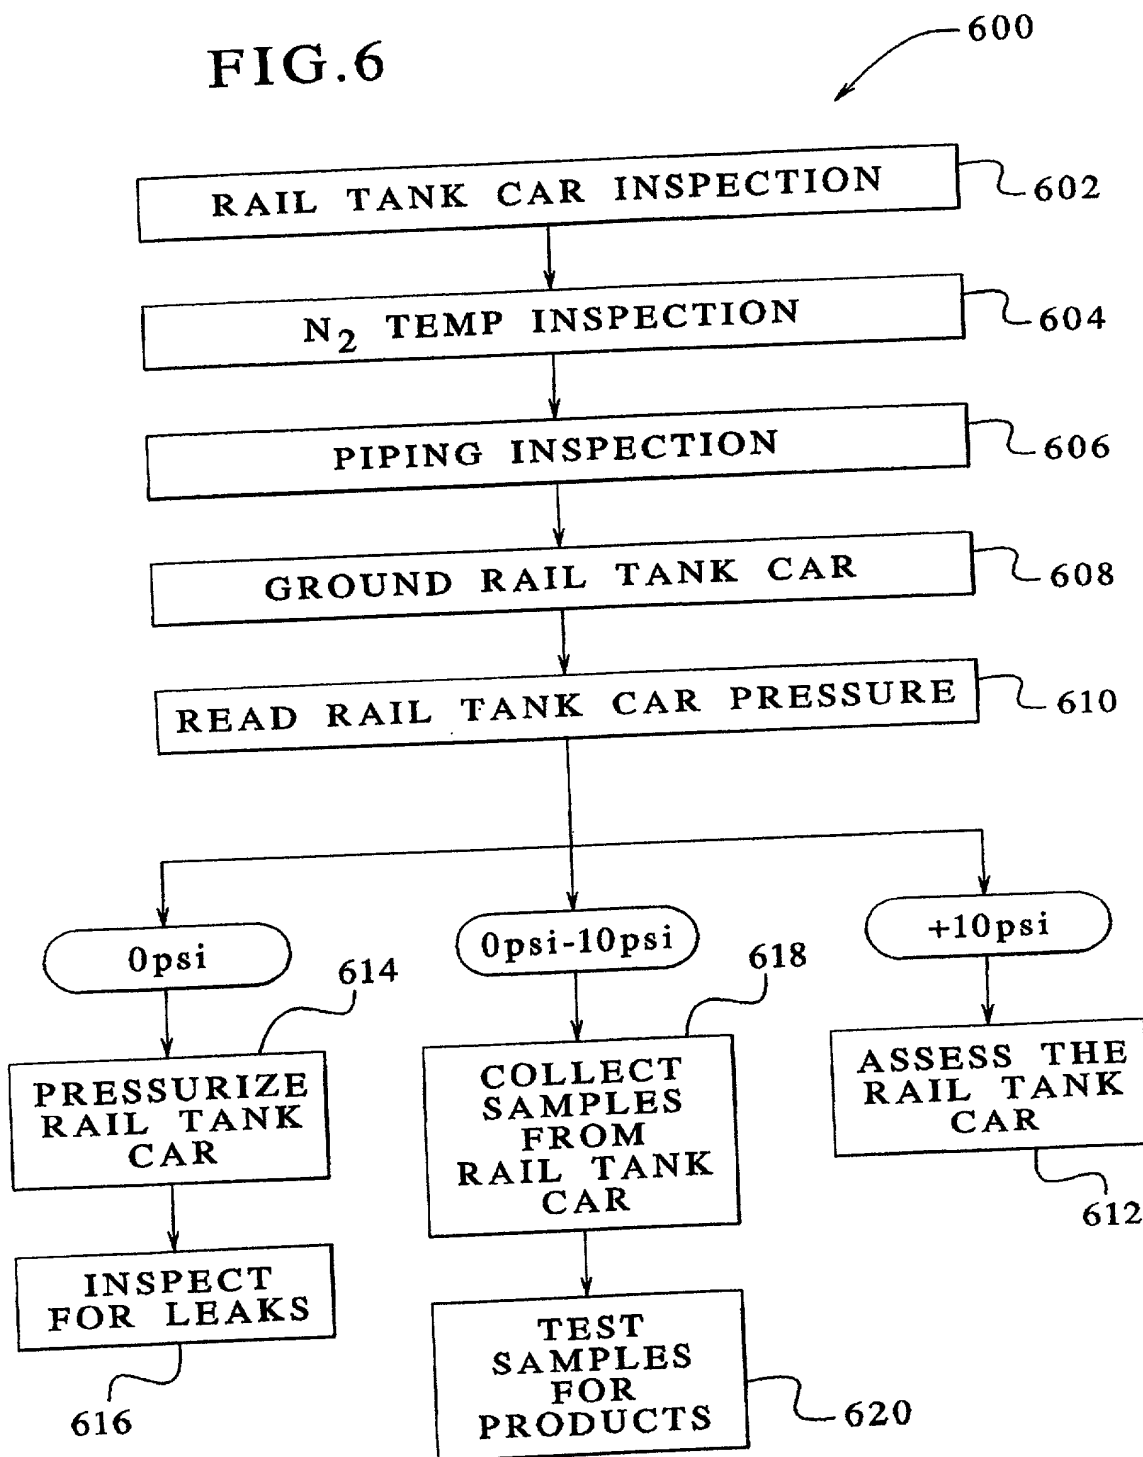 FIG.6
600
RAIL TANK CAR INSPECTION
602
N2 TEMP INSPECTION
604
PIPING INSPECTION
606
GROUND RAIL TANK CAR
608
READ RAIL TANK CAR PRESSURE
610
0psi
0psi-10psi
+10psi
614
618
PRESSURIZE
RAIL TANK
CAR
COLLECT
SAMPLES
FROM
RAIL TANK
CAR
ASSESS THE
RAIL TANK
CAR
612
INSPECT
FOR LEAKS
616
TEST
SAMPLES
FOR
PRODUCTS
620